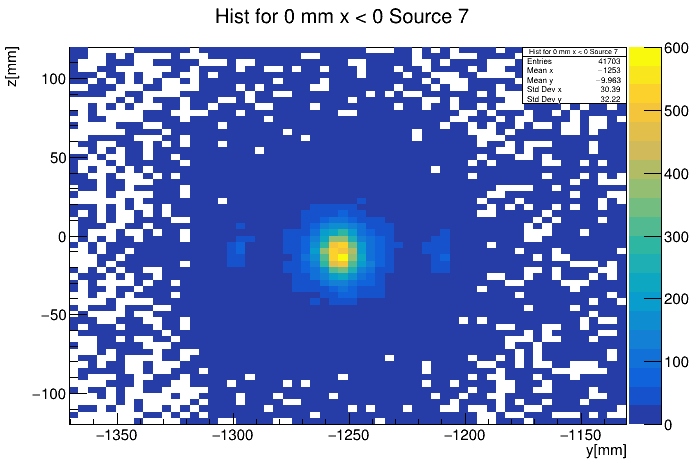 Hist for 0 mm x < 0 Source 7
z[mm]
Hist for 0 mm x < 0 Source 7
Entries 41703
Mean x −1253
Mean y −9.963
Std Dev x 30.39
Std Dev y 32.22
100
50
0
−50
−100
−1350 −1300 −1250 −1200 −1150
y[mm]
600
500
400
300
200
100
0